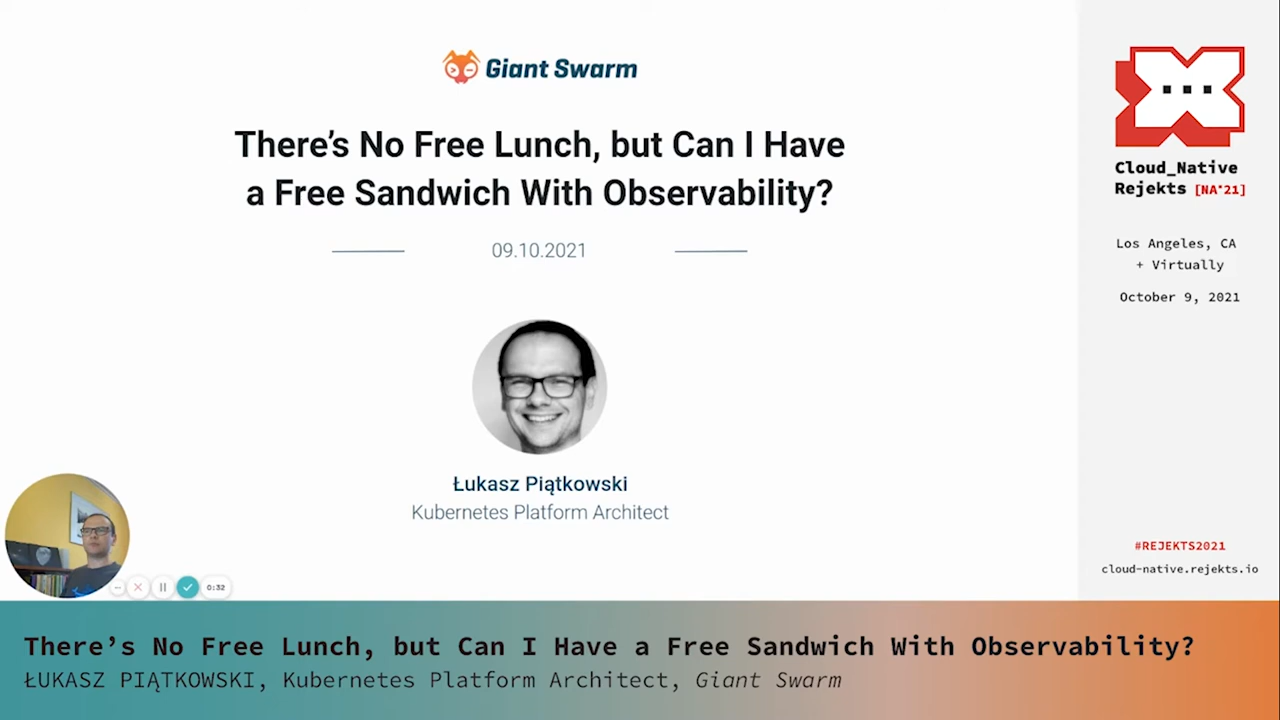 Giant Swarm
There’s No Free Lunch, but Can I Have
a Free Sandwich With Observability?
09.10.2021
Łukasz Piątkowski
Kubernetes Platform Architect
0:32
Cloud_Native
Rejekts [NA'21]
Los Angeles, CA
+ Virtually
October 9, 2021
#REJEKTS2021
cloud-native.rejekts.io
There’s No Free Lunch, but Can I Have a Free Sandwich With Observability?
ŁUKASZ PIĄTKOWSKI, Kubernetes Platform Architect, Giant Swarm